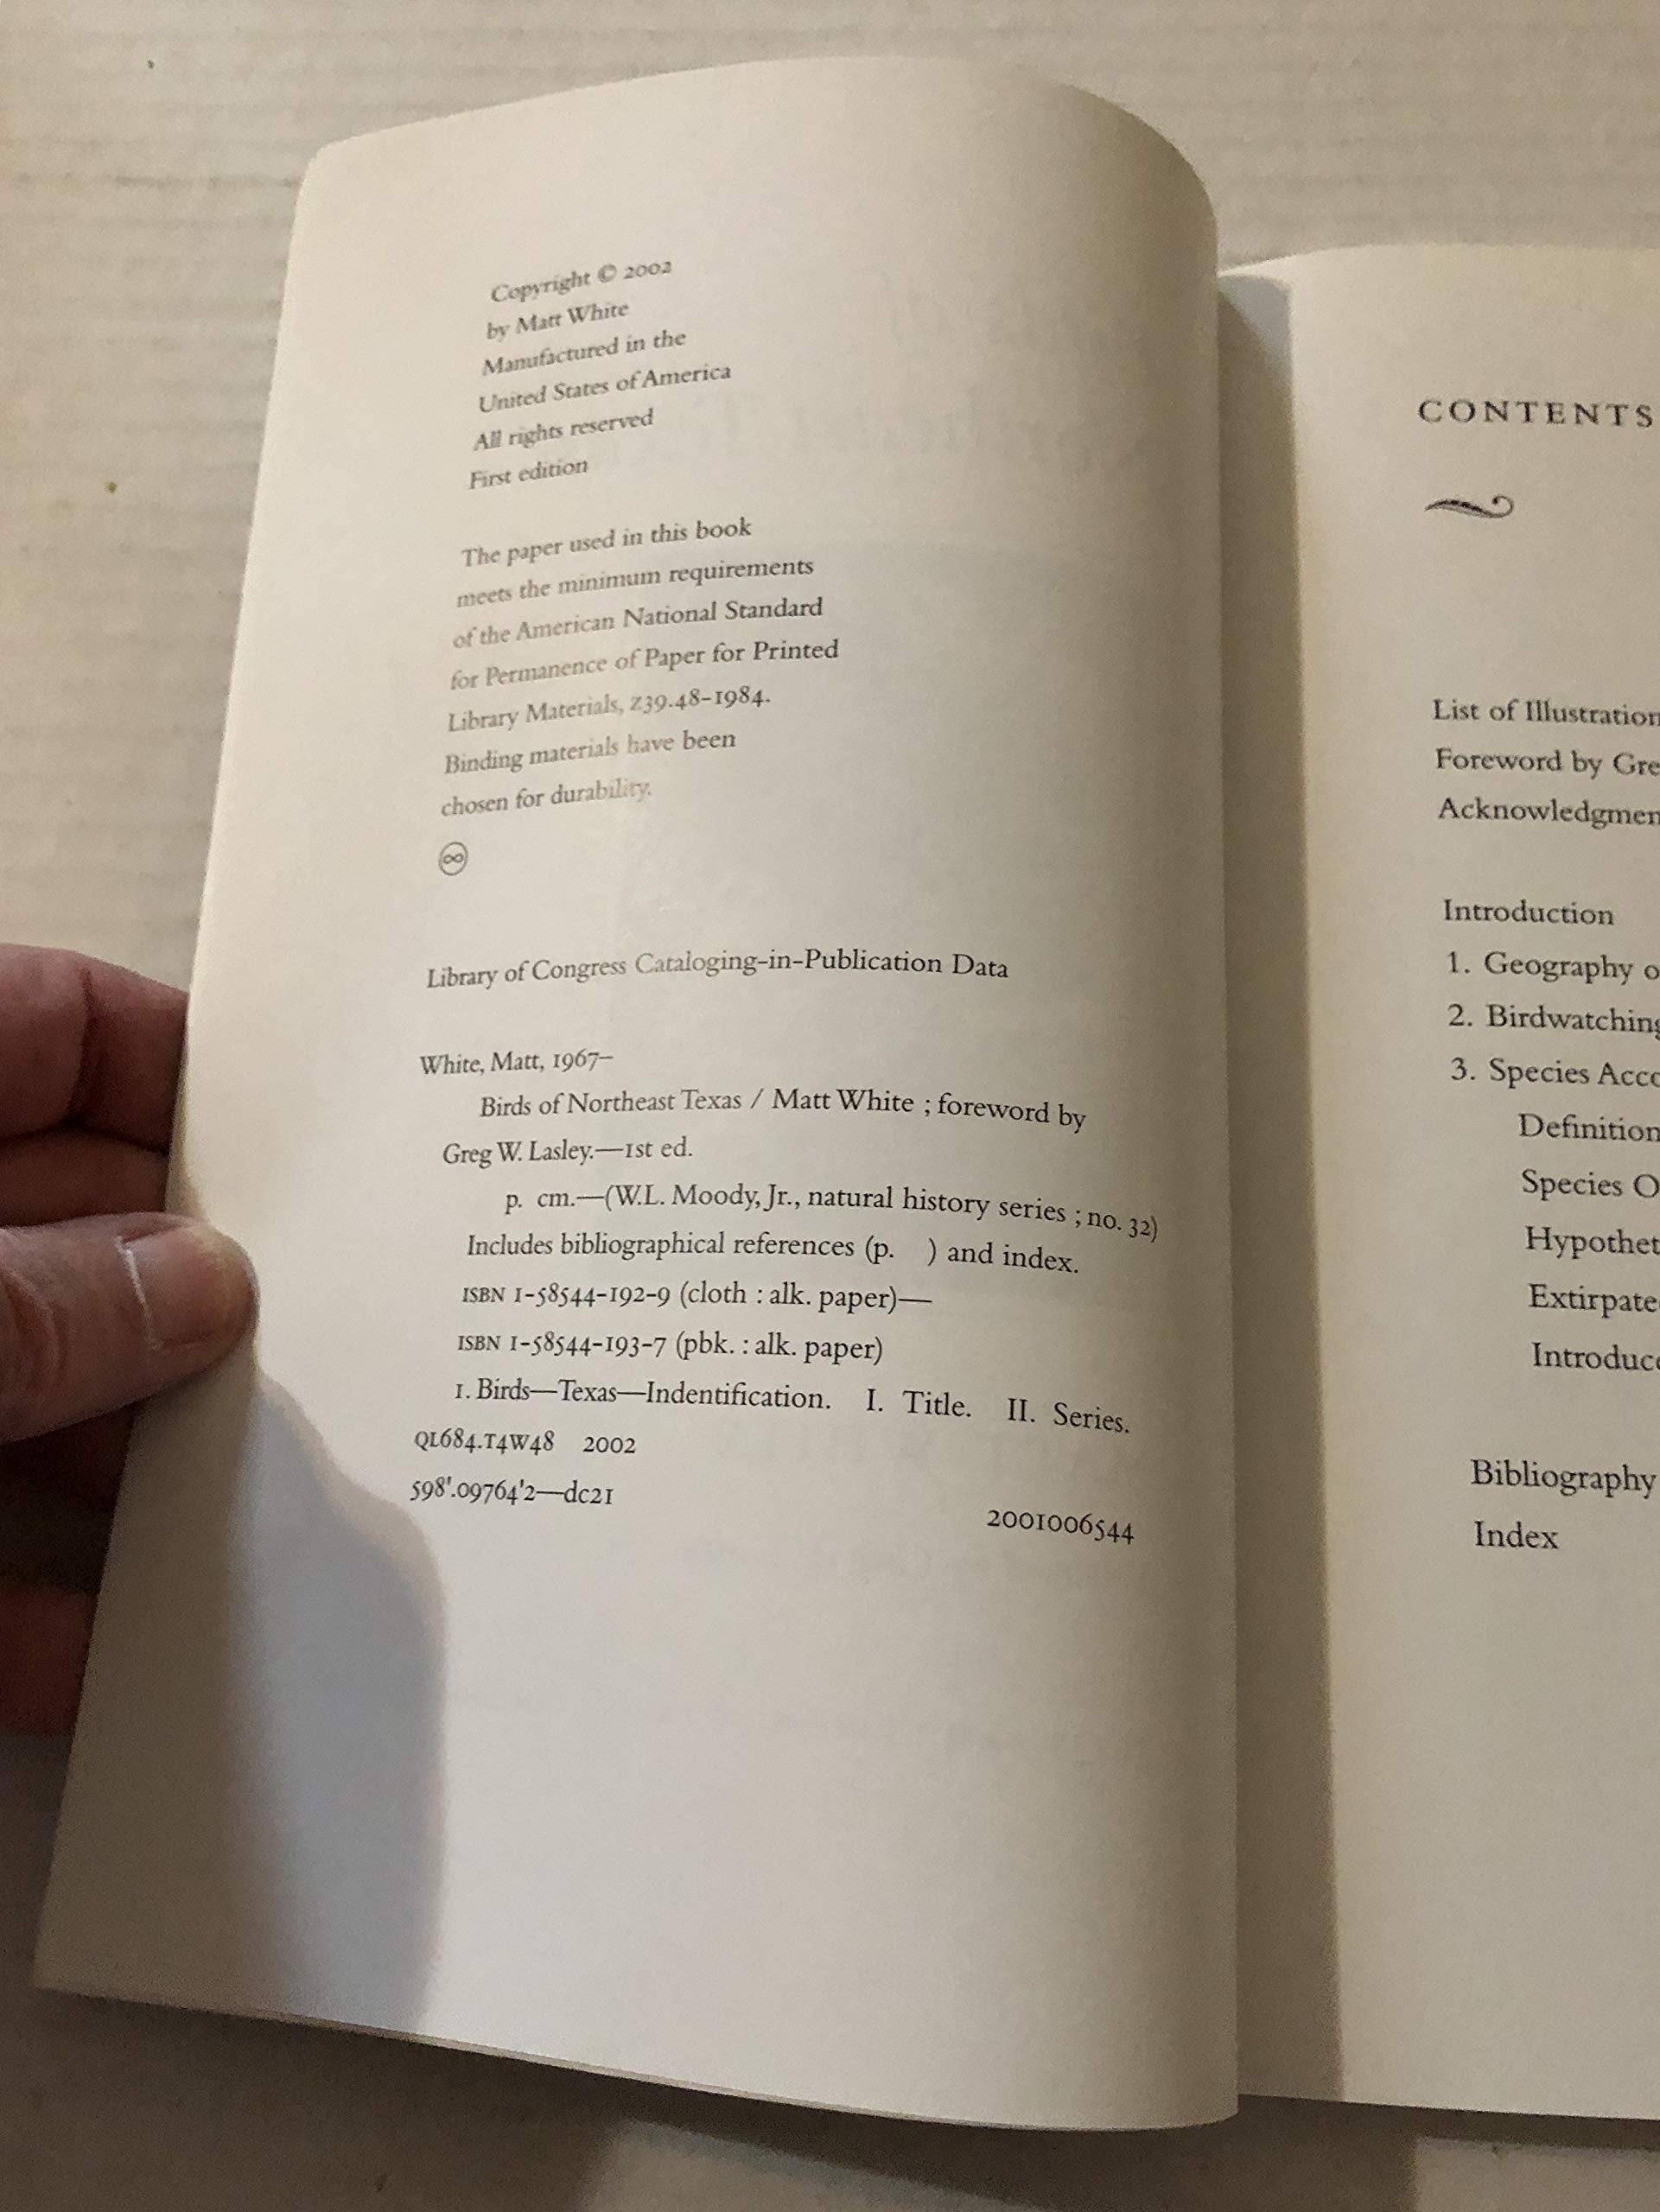 Copyright © 2002
by Matt White
Manufactured in the
United States of America
All rights reserved
First edition
The paper used in this book
meets the minimum requirements
of the American National Standard
for Permanence of Paper for Printed
Library Materials, z39.48-1984.
Binding materials have been
chosen for durability.
∞
Library of Congress Cataloging-in-Publication Data
White, Matt, 1967–
Birds of Northeast Texas / Matt White ; foreword by
Greg W. Lasley.—1st ed.
p. cm.—(W.L. Moody, Jr., natural history series ; no. 32)
Includes bibliographical references (p. ) and index.
ISBN 1-58544-192-9 (cloth : alk. paper)—
ISBN 1-58544-193-7 (pbk. : alk. paper)
1. Birds—Texas—Indentification. I. Title. II. Series.
QL684.T4W48 2002
598'.09764'2—dc21
2001006544
CONTENTS
List of Illustration
Foreword by Gre
Acknowledgmen
Introduction
1. Geography o
2. Birdwatching
3. Species Acco
Definition
Species O
Hypothet
Extirpate
Introduce
Bibliography
Index